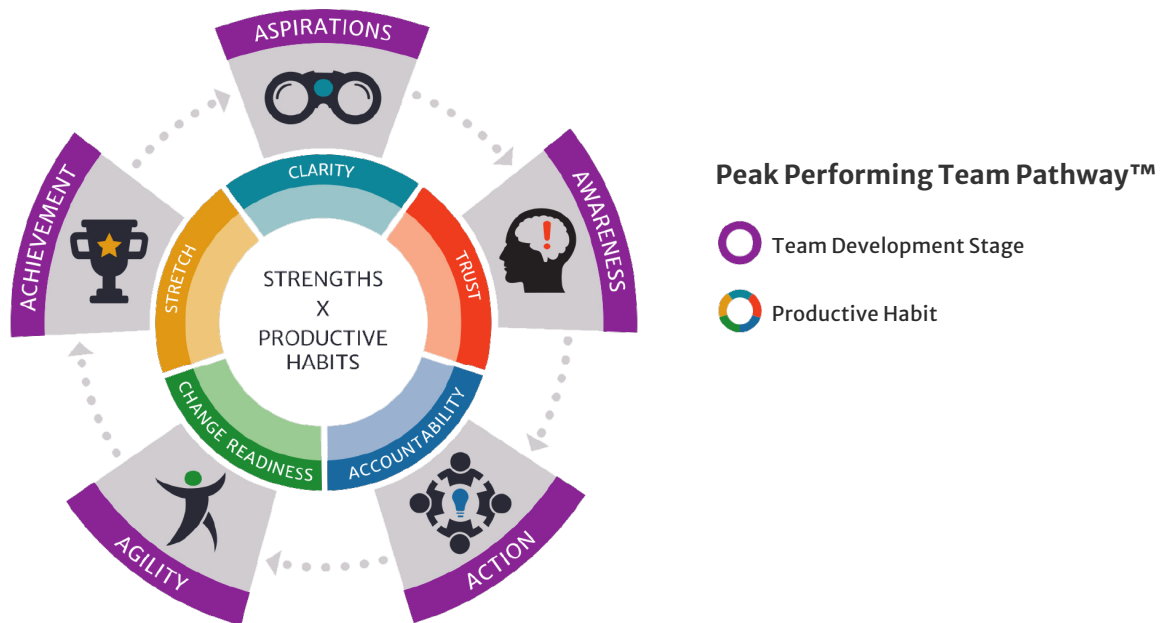 ASPIRATIONS
AWARENESS
ACTION
AGILITY
ACHIEVEMENT
CLARITY
TRUST
ACCOUNTABILITY
CHANGE READINESS
STRETCH
STRENGTHS
X
PRODUCTIVE
HABITS
Peak Performing Team Pathway™
Team Development Stage
Productive Habit